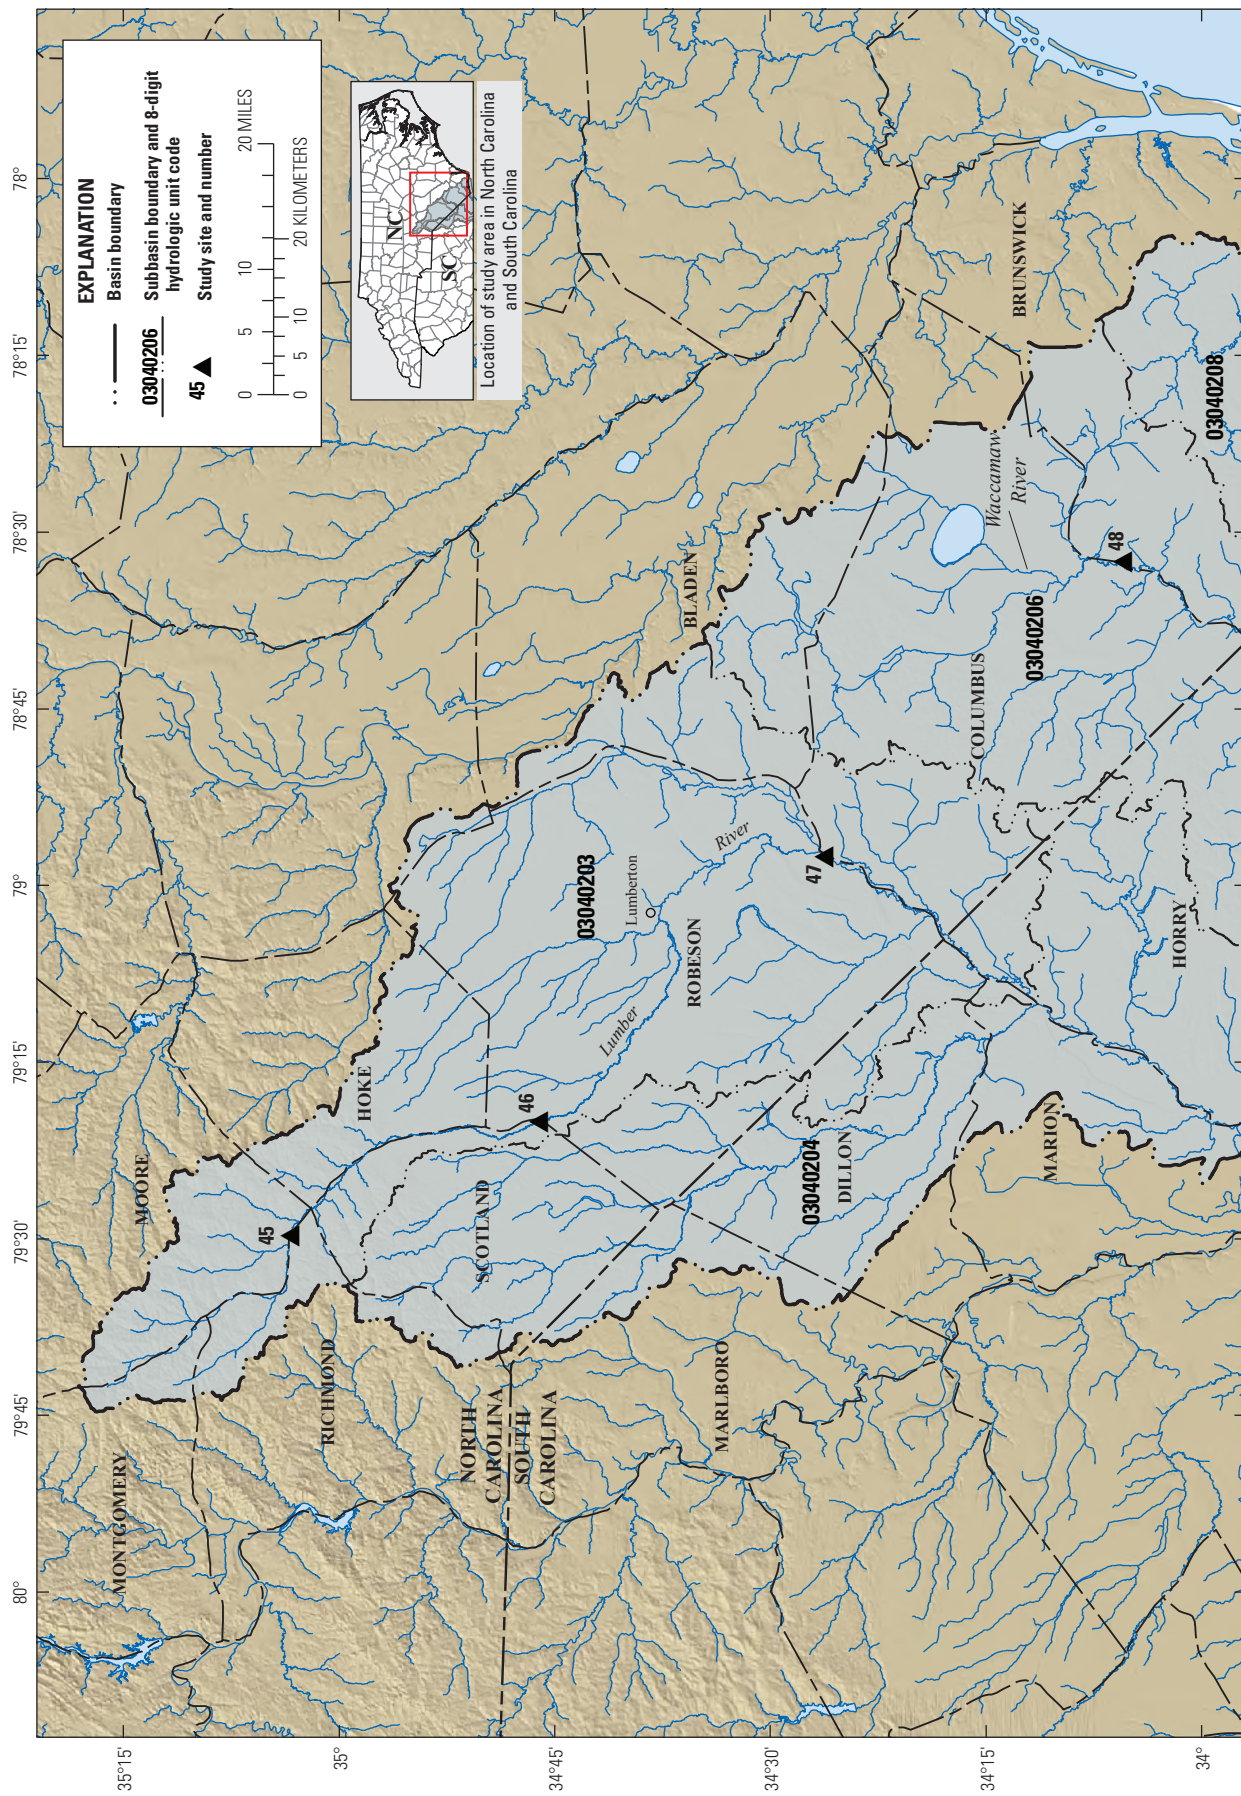 EXPLANATION
Basin boundary
03040206
Subbasin boundary and 8-digit
hydrologic unit code
45
Study site and number
0
5
10
20 MILES
0
5
10
20 KILOMETERS
NC
SC
Location of study area in North Carolina
and South Carolina
80°
79°45'
79°30'
79°15'
79°
78°45'
78°30'
78°15'
78°
35°15'
35°
34°45'
34°30'
34°15'
34°
MONTGOMERY
MOORE
RICHMOND
HOKE
45
SCOTLAND
NORTH
CAROLINA
SOUTH
CAROLINA
46
Lumber
03040203
Lumberton
River
ROBESON
BLADEN
MARLBORO
03040204
DILLON
47
COLUMBUS
Waccamaw
River
BRUNSWICK
03040206
MARION
48
HORRY
03040208